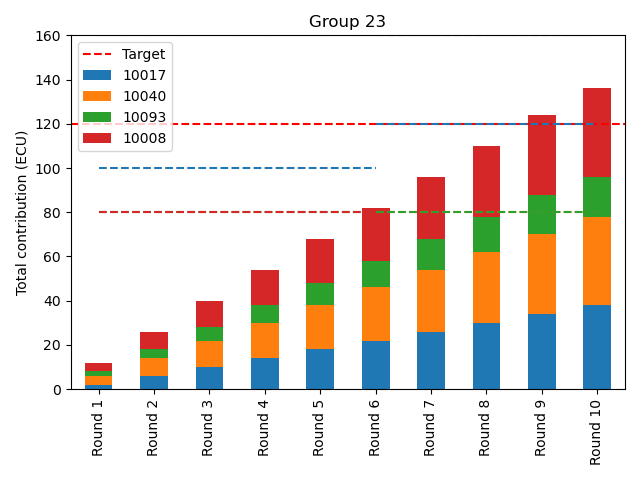 Group 23
Total contribution (ECU)
160
140
120
100
80
60
40
20
0
Target
10017
10040
10093
10008
Round 1
Round 2
Round 3
Round 4
Round 5
Round 6
Round 7
Round 8
Round 9
Round 10